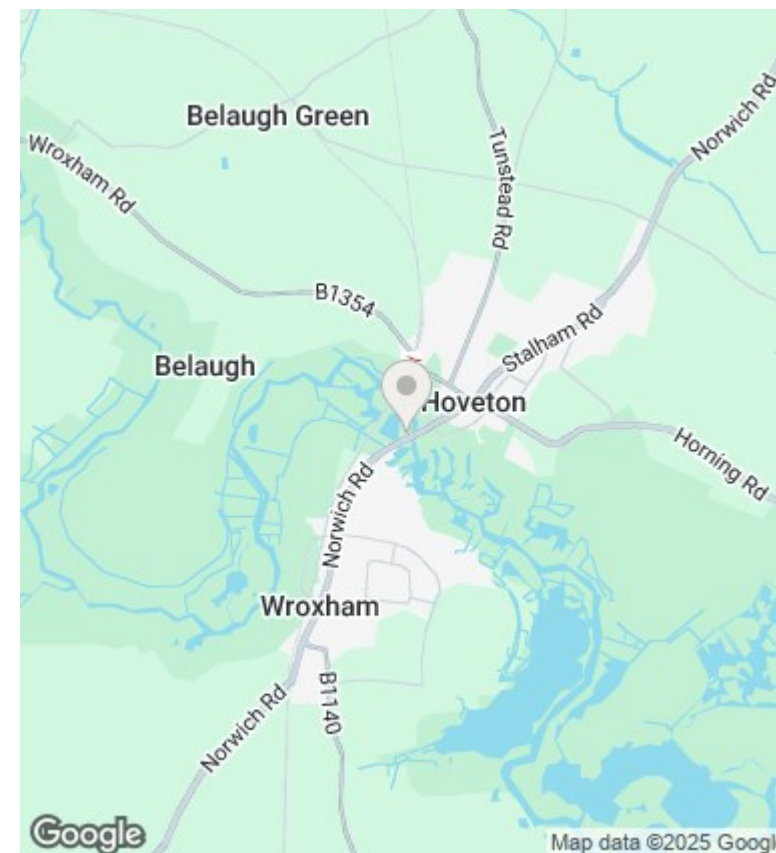 Belaugh Green
Norwich Rd
Wroxham Rd
Tunstead Rd
B1354
Stalham Rd
Belaugh
Hoveton
Horning Rd
Norwich Rd
Wroxham
B1140
Norwich Rd
Google
Map data ©2025 Google